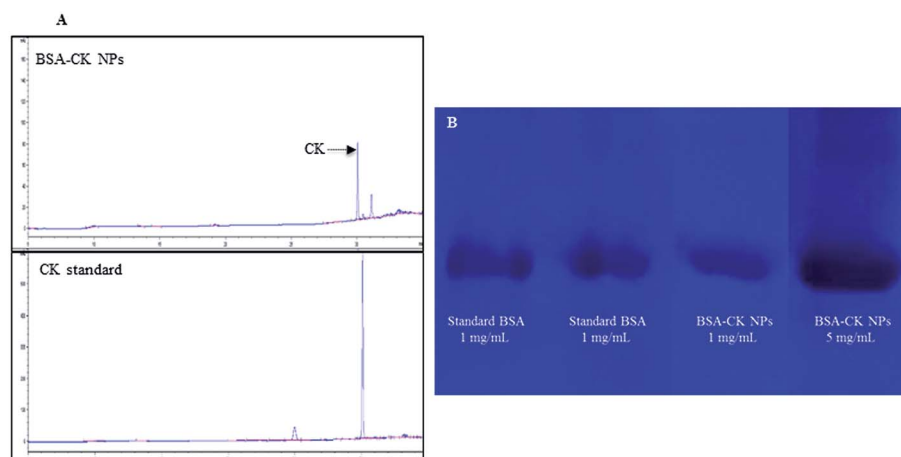 A
BSA-CK NPs
CK
CK standard
B
Standard BSA
1 mg/mL
Standard BSA
1 mg/mL
BSA-CK NPs
1 mg/mL
BSA-CK NPs
5 mg/mL